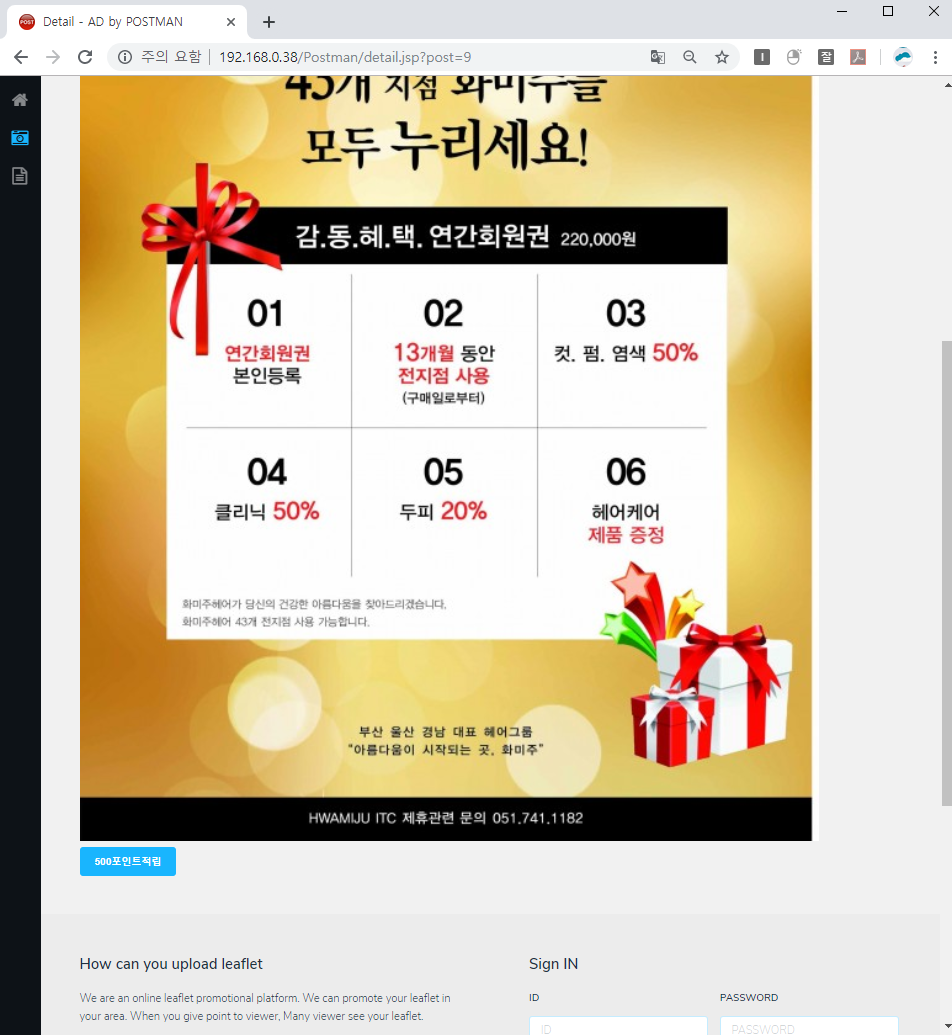 POST
Detail - AD by POSTMAN
주의 요함
192.168.0.38/Postman/detail.jsp?post=9
잘
43개 지점 화미주를
모두 누리세요!
감.동.혜.택. 연간회원권 220,000원
01
연간회원권
본인등록
02
13개월 동안
전지점 사용
(구매일로부터)
03
컷. 펌. 염색 50%
04
클리닉 50%
05
두피 20%
06
헤어케어
제품 증정
화미주헤어가 당신의 건강한 아름다움을 찾아드리겠습니다.
화미주헤어 43개 전지점 사용 가능합니다.
부산 울산 경남 대표 헤어그룹
"아름다움이 시작되는 곳, 화미주"
HWAMIJU ITC 제휴관련 문의 051.741.1182
500포인트적립
How can you upload leaflet
We are an online leaflet promotional platform. We can promote your leaflet in
your area. When you give point to viewer, Many viewer see your leaflet.
Sign IN
ID
PASSWORD
ID
PASSWORD